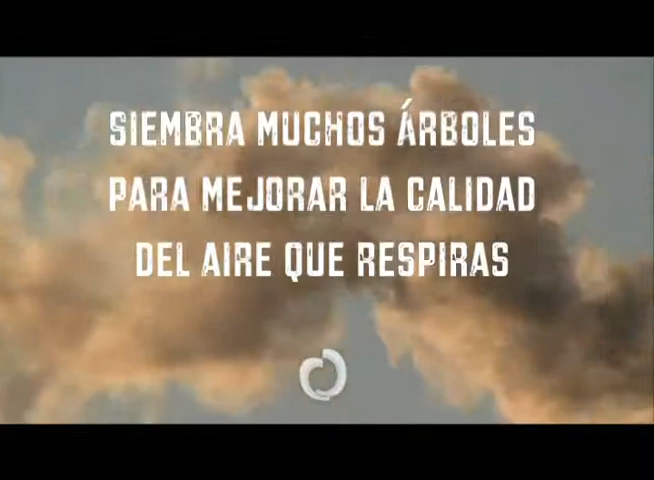 SIEMBRA MUCHOS ÁRBOLES
PARA MEJORAR LA CALIDAD
DEL AIRE QUE RESPIRAS